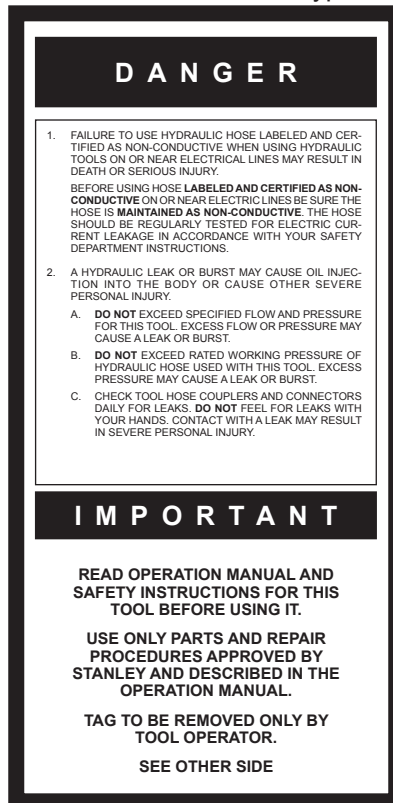 D A N G E R
1. FAILURE TO USE HYDRAULIC HOSE LABELED AND CER-
TIFIED AS NON-CONDUCTIVE WHEN USING HYDRAULIC
TOOLS ON OR NEAR ELECTRICAL LINES MAY RESULT IN
DEATH OR SERIOUS INJURY.
BEFORE USING HOSE LABELED AND CERTIFIED AS NON-
CONDUCTIVE ON OR NEAR ELECTRIC LINES BE SURE THE
HOSE IS MAINTAINED AS NON-CONDUCTIVE. THE HOSE
SHOULD BE REGULARLY TESTED FOR ELECTRIC CUR-
RENT LEAKAGE IN ACCORDANCE WITH YOUR SAFETY
DEPARTMENT INSTRUCTIONS.
2. A HYDRAULIC LEAK OR BURST MAY CAUSE OIL INJEC-
TION INTO THE BODY OR CAUSE OTHER SEVERE
PERSONAL INJURY.
A. DO NOT EXCEED SPECIFIED FLOW AND PRESSURE
FOR THIS TOOL. EXCESS FLOW OR PRESSURE MAY
CAUSE A LEAK OR BURST.
B. DO NOT EXCEED RATED WORKING PRESSURE OF
HYDRAULIC HOSE USED WITH THIS TOOL. EXCESS
PRESSURE MAY CAUSE A LEAK OR BURST.
C. CHECK TOOL HOSE COUPLERS AND CONNECTORS
DAILY FOR LEAKS. DO NOT FEEL FOR LEAKS WITH
YOUR HANDS. CONTACT WITH A LEAK MAY RESULT
IN SEVERE PERSONAL INJURY.
I M P O R T A N T
READ OPERATION MANUAL AND
SAFETY INSTRUCTIONS FOR THIS
TOOL BEFORE USING IT.
USE ONLY PARTS AND REPAIR
PROCEDURES APPROVED BY
STANLEY AND DESCRIBED IN THE
OPERATION MANUAL.
TAG TO BE REMOVED ONLY BY
TOOL OPERATOR.
SEE OTHER SIDE